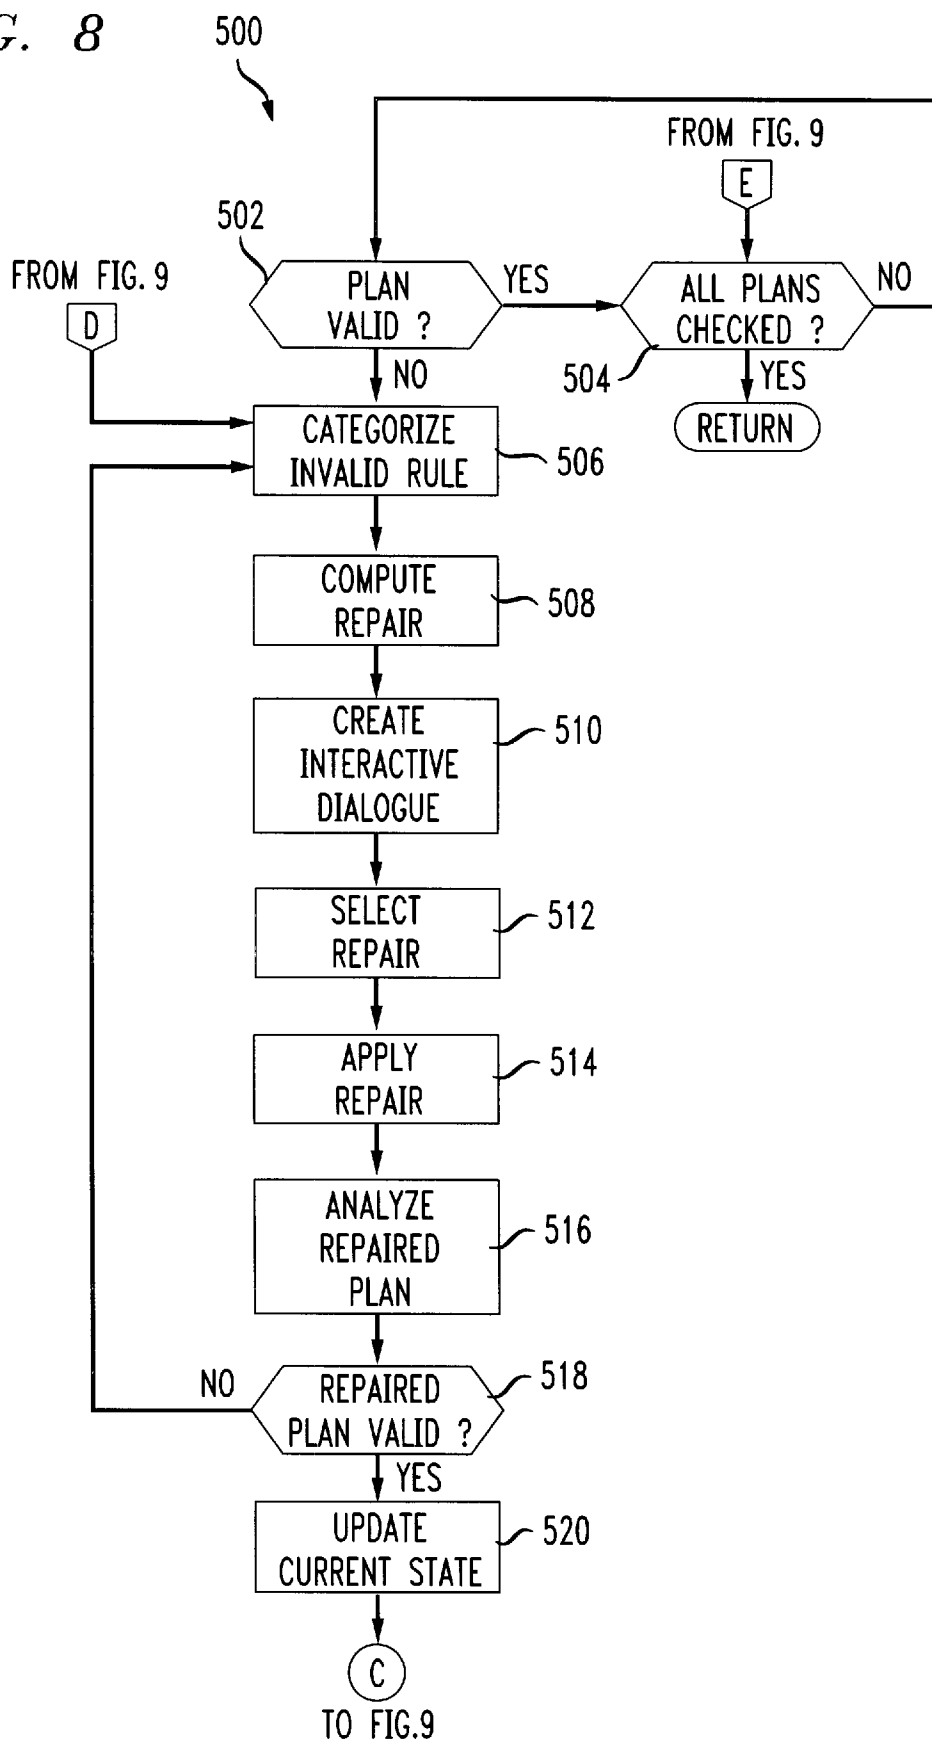 G. 8
500
FROM FIG. 9
E
502
FROM FIG. 9
D
PLAN
VALID ?
YES
ALL PLANS
CHECKED ?
NO
504
NO
YES
RETURN
CATEGORIZE
INVALID RULE
506
COMPUTE
REPAIR
508
CREATE
INTERACTIVE
DIALOGUE
510
SELECT
REPAIR
512
APPLY
REPAIR
514
ANALYZE
REPAIRED
PLAN
516
NO
REPAIRED
PLAN VALID ?
518
YES
UPDATE
CURRENT STATE
520
C
TO FIG.9